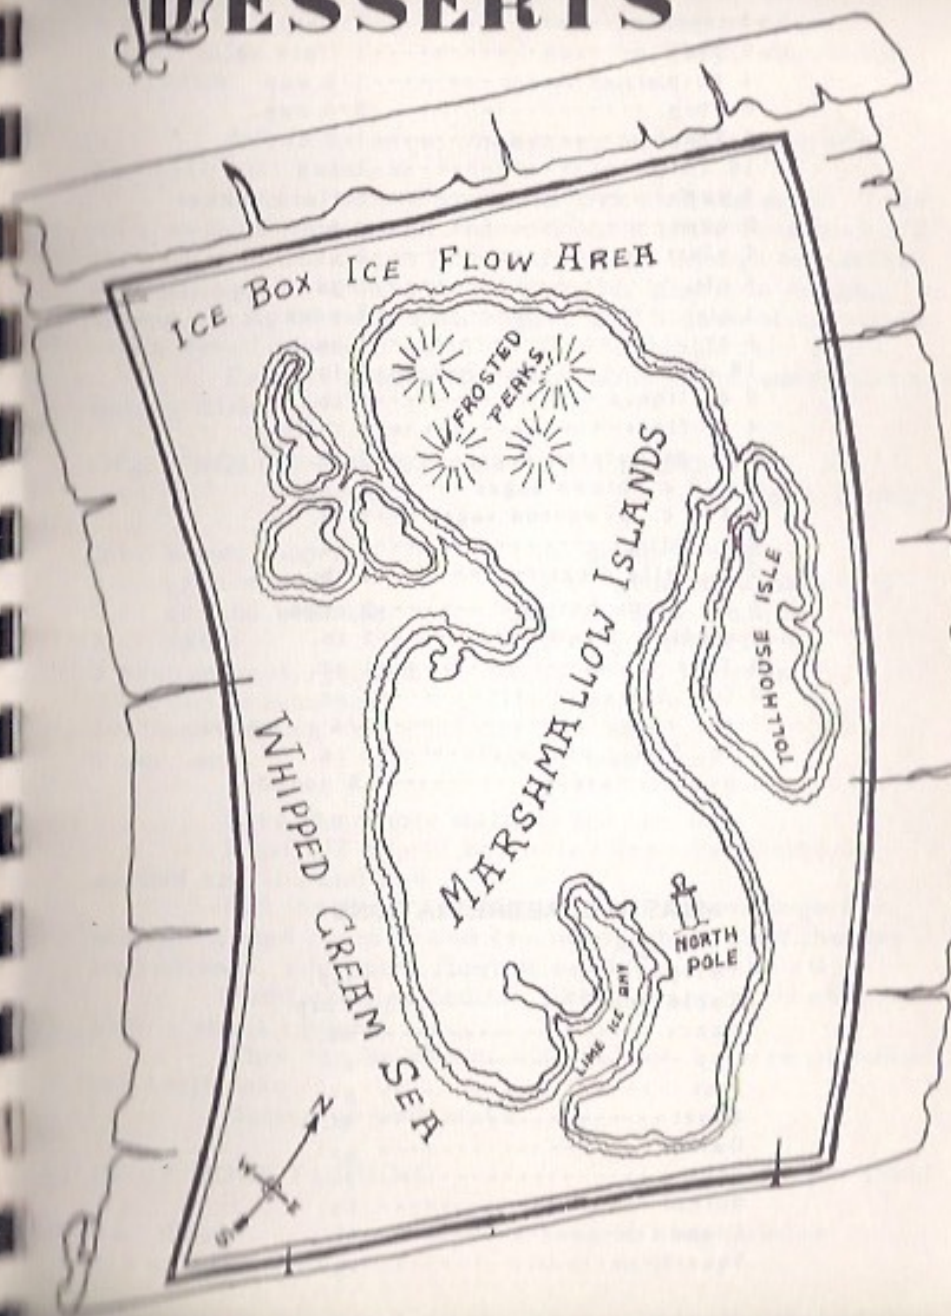 DESSERTS
ICE BOX ICE FLOW AREA
FROSTED
PEAKS
MARSHMALLOW ISLANDS
TOLLHOUSE ISLE
WHIPPED CREAM SEA
NORTH
POLE
LIME ICE BAY
N
W
E
S